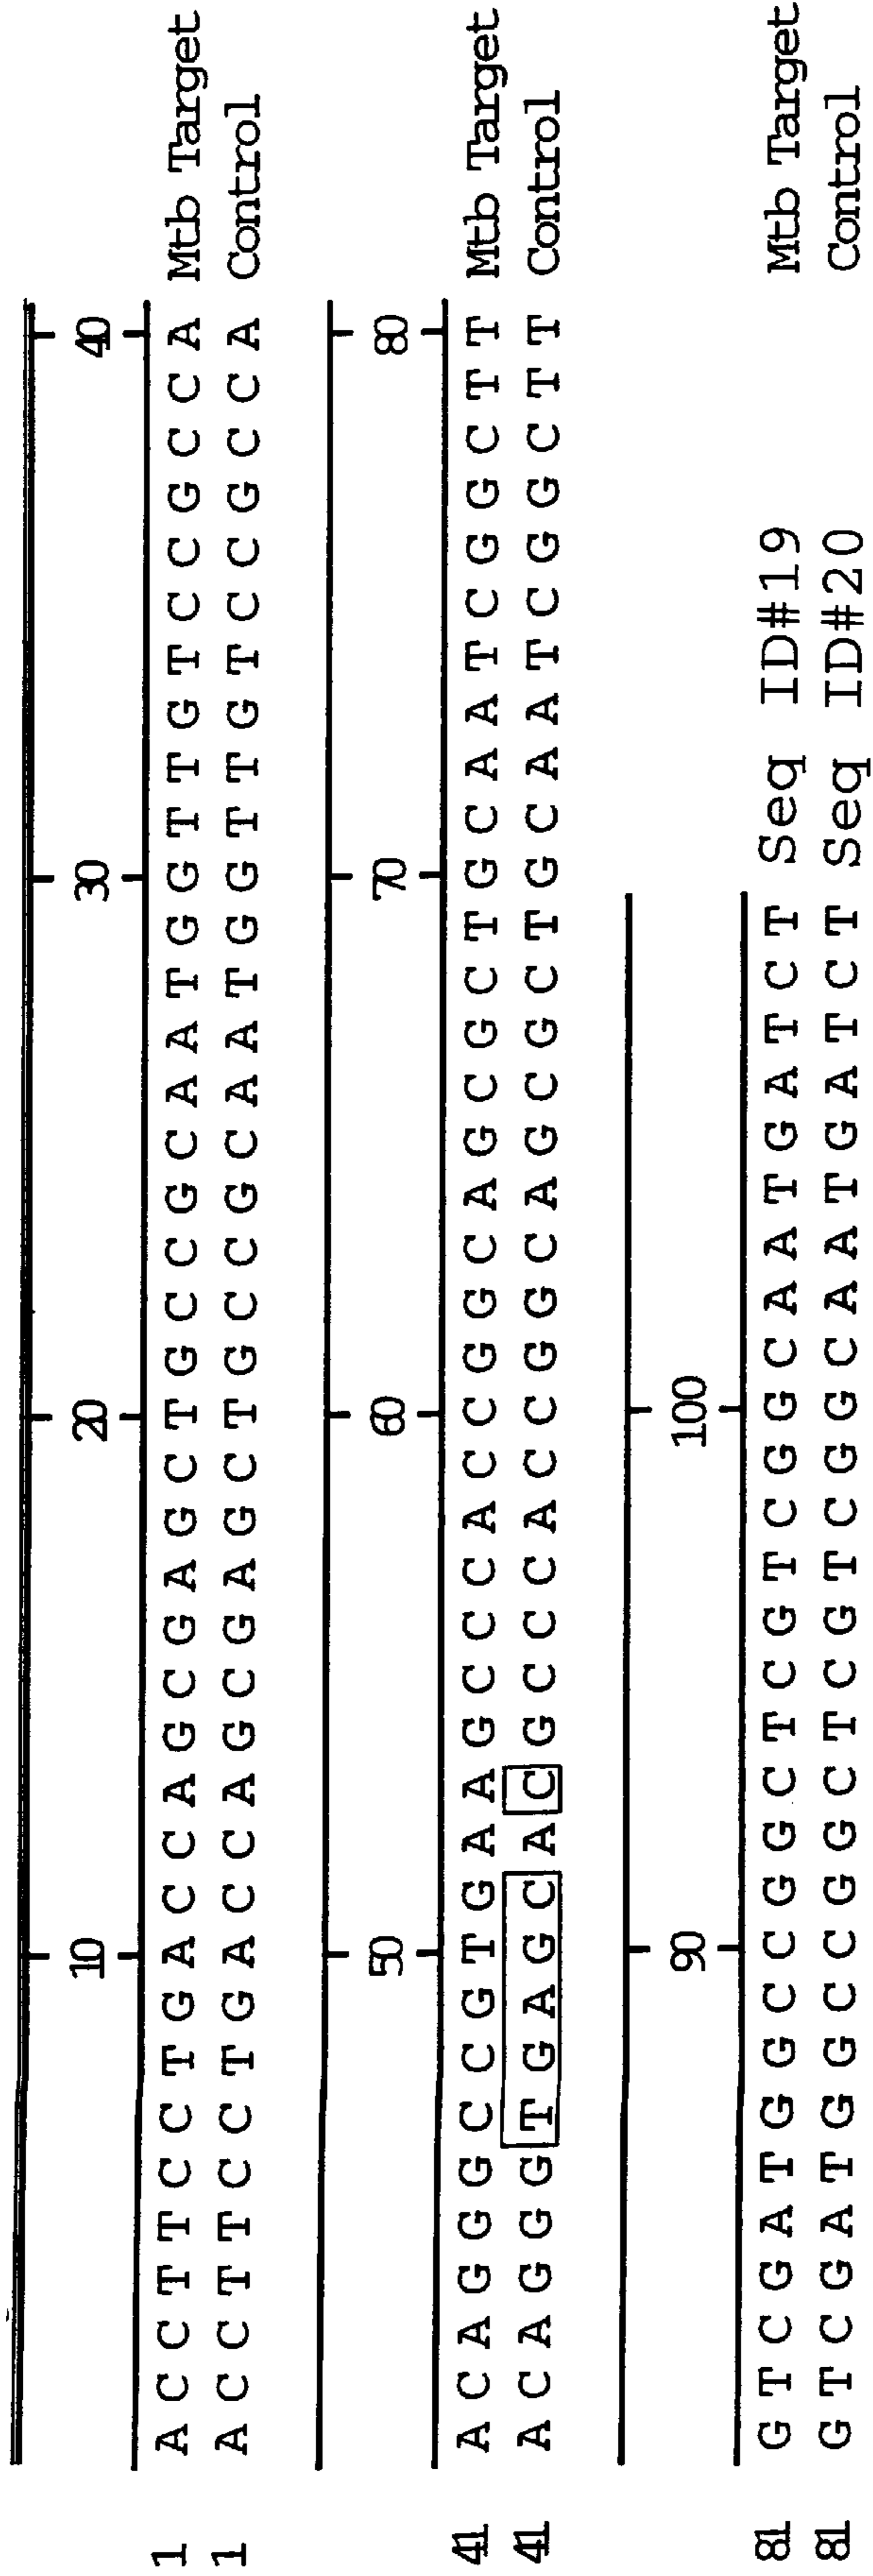 10 20 30 40
1 A C C T T C C T G A C C A G C G A G C T G C C G C A A T G G T T G T C C G C C A Mtb Target
1 A C C T T C C T G A C C A G C G A G C T G C C G C A A T G G T T G T C C G C C A Control
50 60 70 80
41 A C A G G G C C G T G A A G C C C A C C G G C A G C G C T G C A A T C G G C T T Mtb Target
41 A C A G G G T G A G C A C G C C C A C C G G C A G C G C T G C A A T C G G C T T Control
90 100
81 G T C G A T G G C C G G C T C G T C G G C A A T G A T C T Seq ID#19 Mtb Target
81 G T C G A T G G C C G G C T C G T C G G C A A T G A T C T Seq ID#20 Control